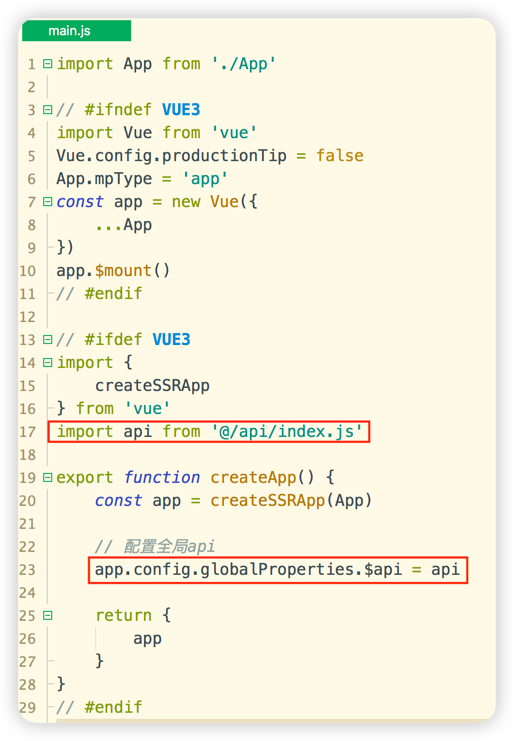 main.js
1 import App from './App'
2
3 // #ifndef VUE3
4 import Vue from 'vue'
5 Vue.config.productionTip = false
6 App.mpType = 'app'
7 const app = new Vue({
8 ...App
9 })
10 app.$mount()
11 // #endif
12
13 // #ifdef VUE3
14 import {
15 createSSRApp
16 } from 'vue'
17 import api from '@/api/index.js'
18
19 export function createApp() {
20 const app = createSSRApp(App)
21
22 // 配置全局api
23 app.config.globalProperties.$api = api
24
25 return {
26 app
27 }
28 }
29 // #endif